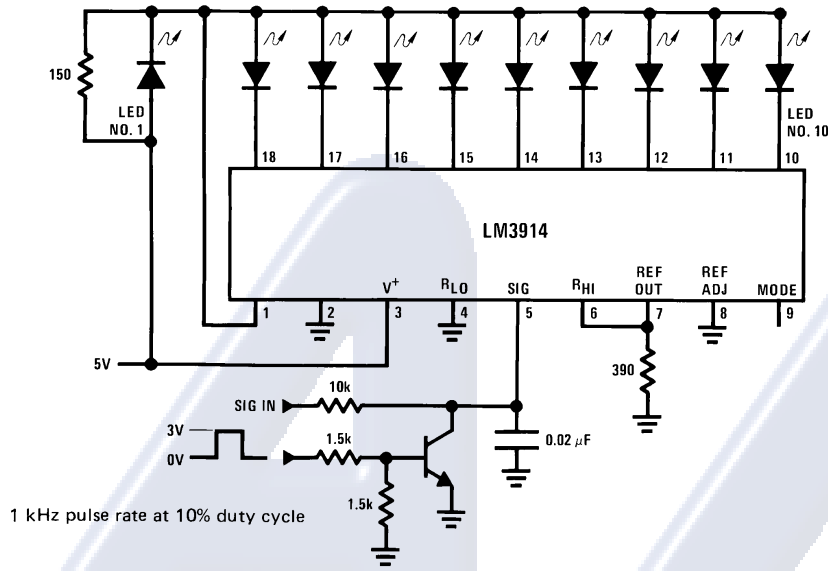 150
LED
NO. 1
LED
NO. 10
18 17 16 15 14 13 12 11 10
LM3914
V+ RLO SIG RHI REF OUT REF ADJ MODE
1 2 3 4 5 6 7 8 9
5V
390
10k
SIG IN
3V
0V
1.5k
0.02 µF
1.5k
1 kHz pulse rate at 10% duty cycle